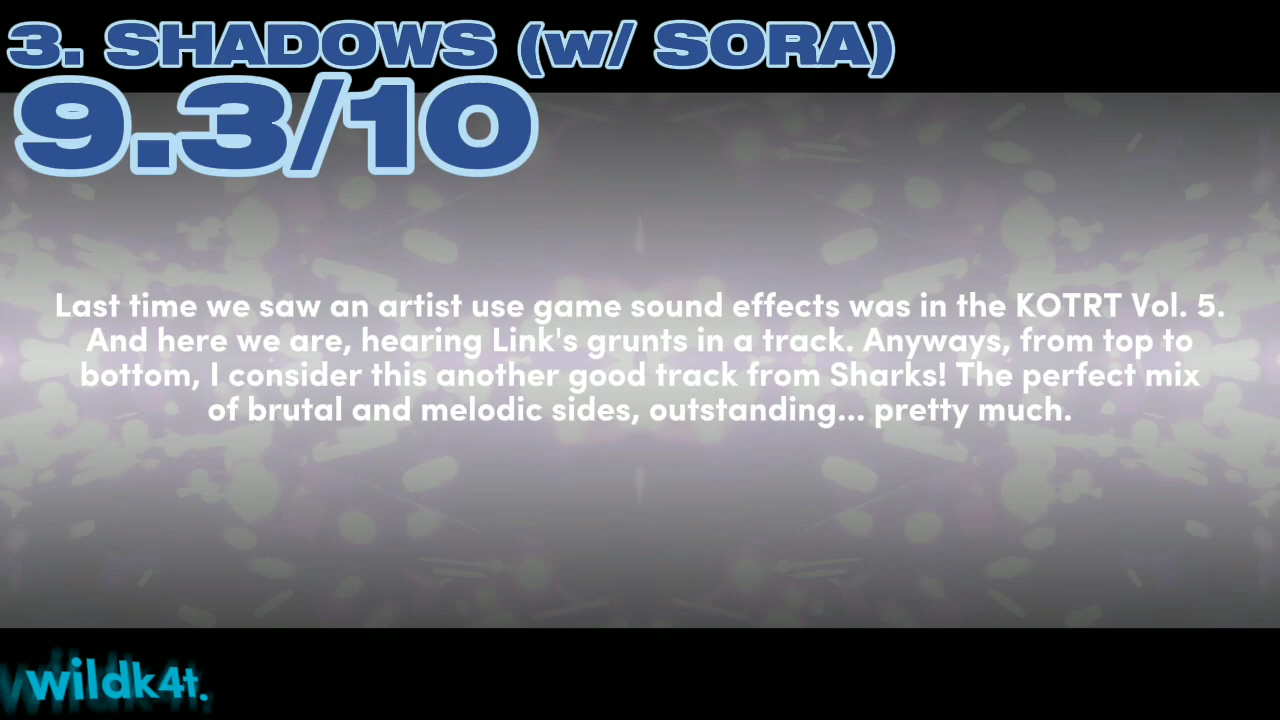 3. SHADOWS (w/ SORA)
9.3/10
Last time we saw an artist use game sound effects was in the KOTRT Vol. 5.
And here we are, hearing Link's grunts in a track. Anyways, from top to
bottom, I consider this another good track from Sharks! The perfect mix
of brutal and melodic sides, outstanding... pretty much.
wildk4t.